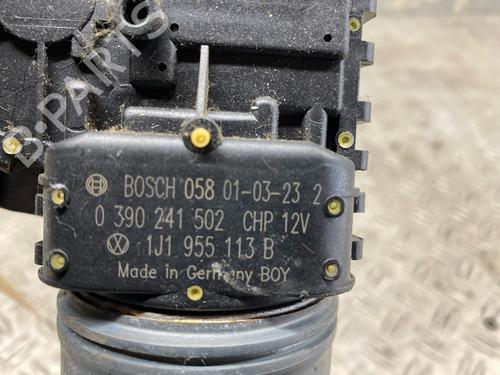 B-PARTS
BOSCH 058 01-03-23 2
0 390 241 502 CHP 12V
1J1 955 113 B
Made in Germany BOY